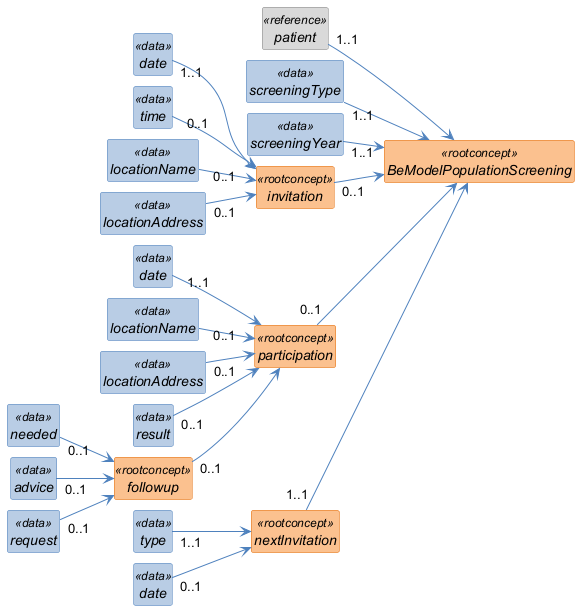 «reference»
patient
1..1
«data»
date
1..1
«data»
screeningType
1..1
«data»
time
0..1
«data»
screeningYear
1..1
«rootconcept»
BeModelPopulationScreening
«data»
locationName
0..1
«rootconcept»
invitation
0..1
«data»
locationAddress
0..1
«data»
date
1..1
«data»
locationName
0..1
«rootconcept»
participation
0..1
«data»
locationAddress
0..1
«data»
result
0..1
«data»
needed
0..1
«data»
advice
0..1
«rootconcept»
followup
0..1
«data»
request
0..1
«data»
type
1..1
«rootconcept»
nextInvitation
1..1
«data»
date
0..1